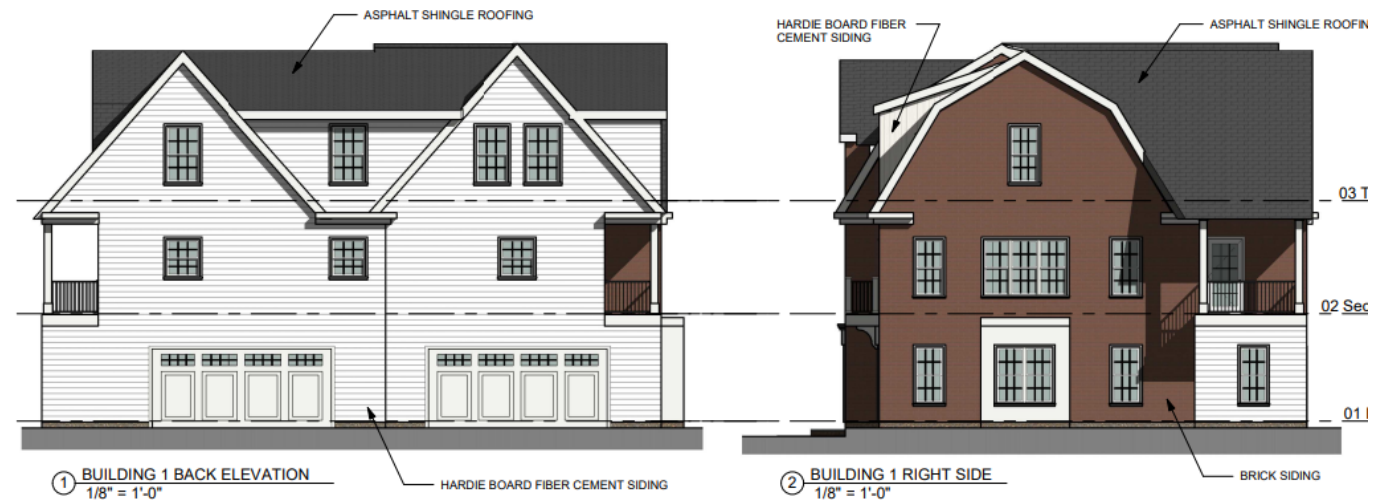 ASPHALT SHINGLE ROOFING
HARDIE BOARD FIBER
CEMENT SIDING
ASPHALT SHINGLE ROOFIN
03 T
02 Sec
01
1 BUILDING 1 BACK ELEVATION
1/8" = 1'-0"
HARDIE BOARD FIBER CEMENT SIDING
2 BUILDING 1 RIGHT SIDE
1/8" = 1'-0"
BRICK SIDING